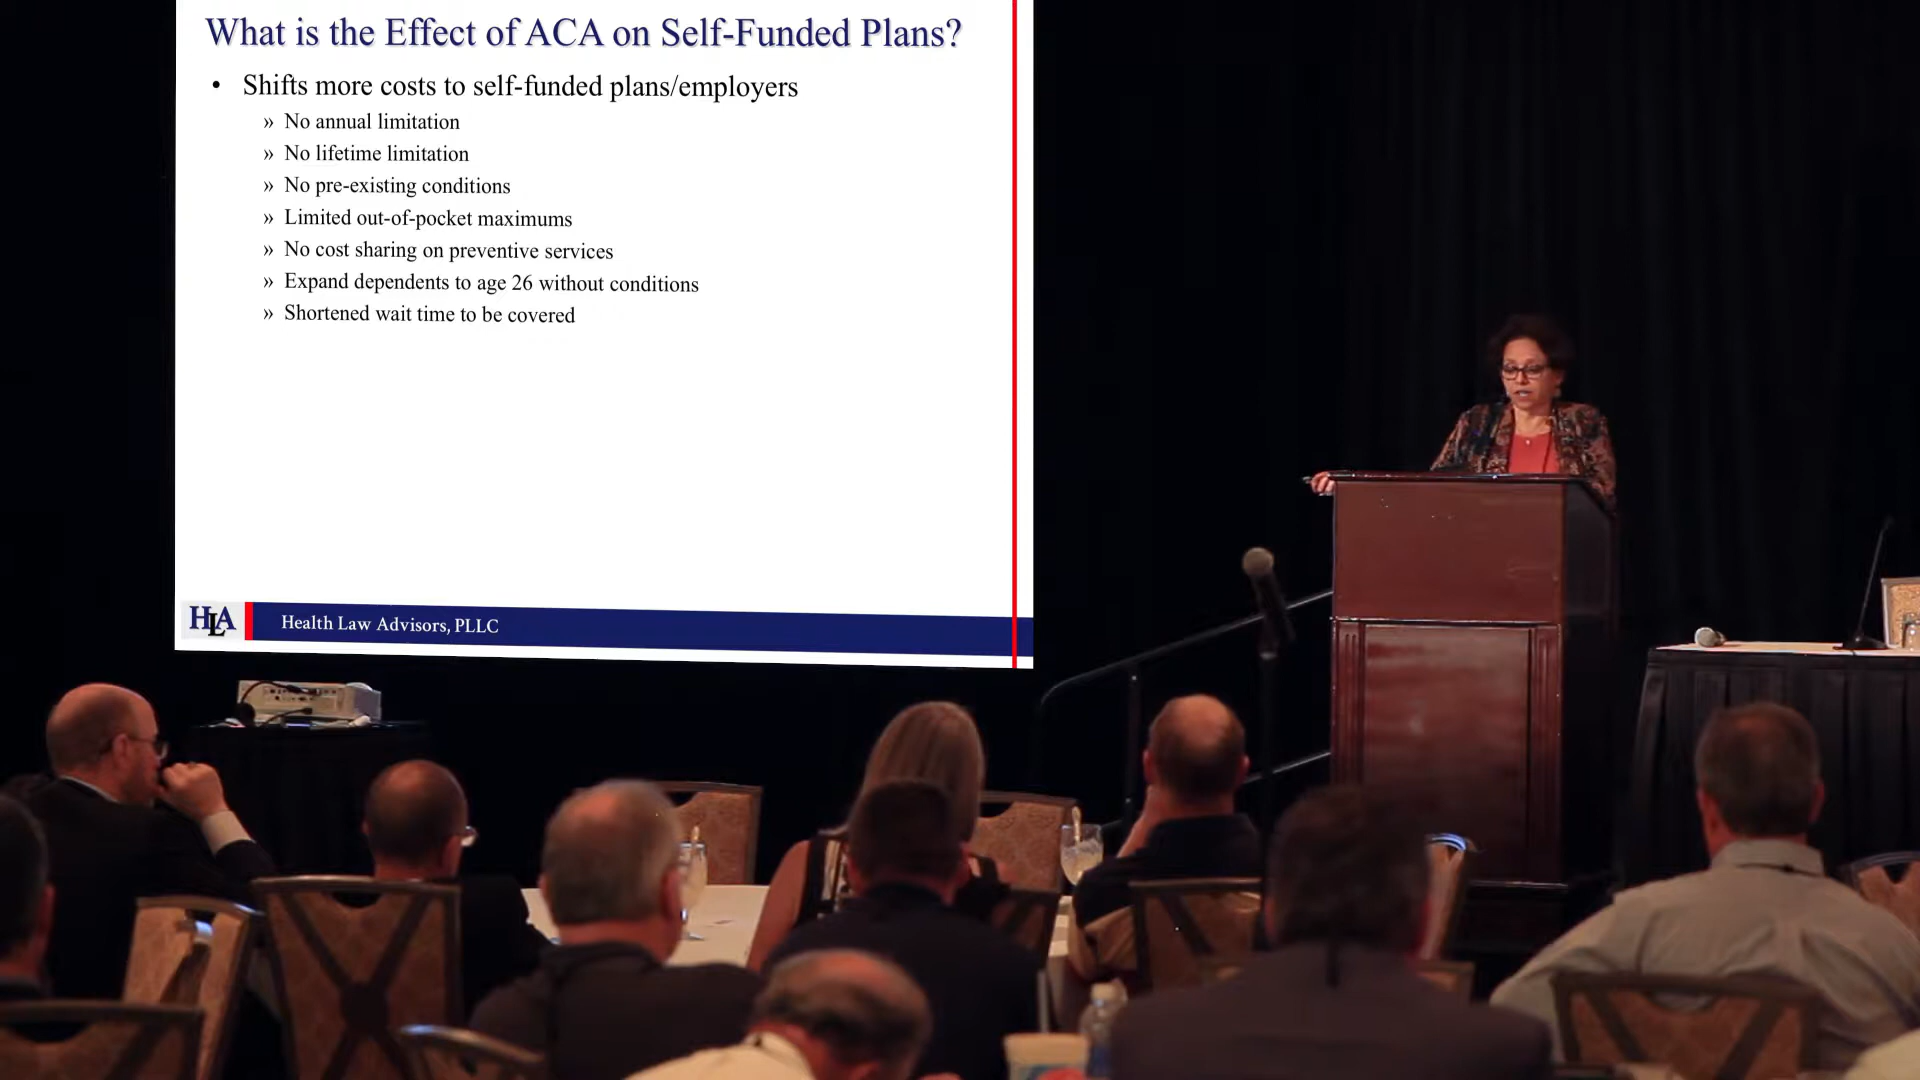 What is the Effect of ACA on Self-Funded Plans?
• Shifts more costs to self-funded plans/employers
» No annual limitation
» No lifetime limitation
» No pre-existing conditions
» Limited out-of-pocket maximums
» No cost sharing on preventive services
» Expand dependents to age 26 without conditions
» Shortened wait time to be covered
HLA Health Law Advisors, PLLC